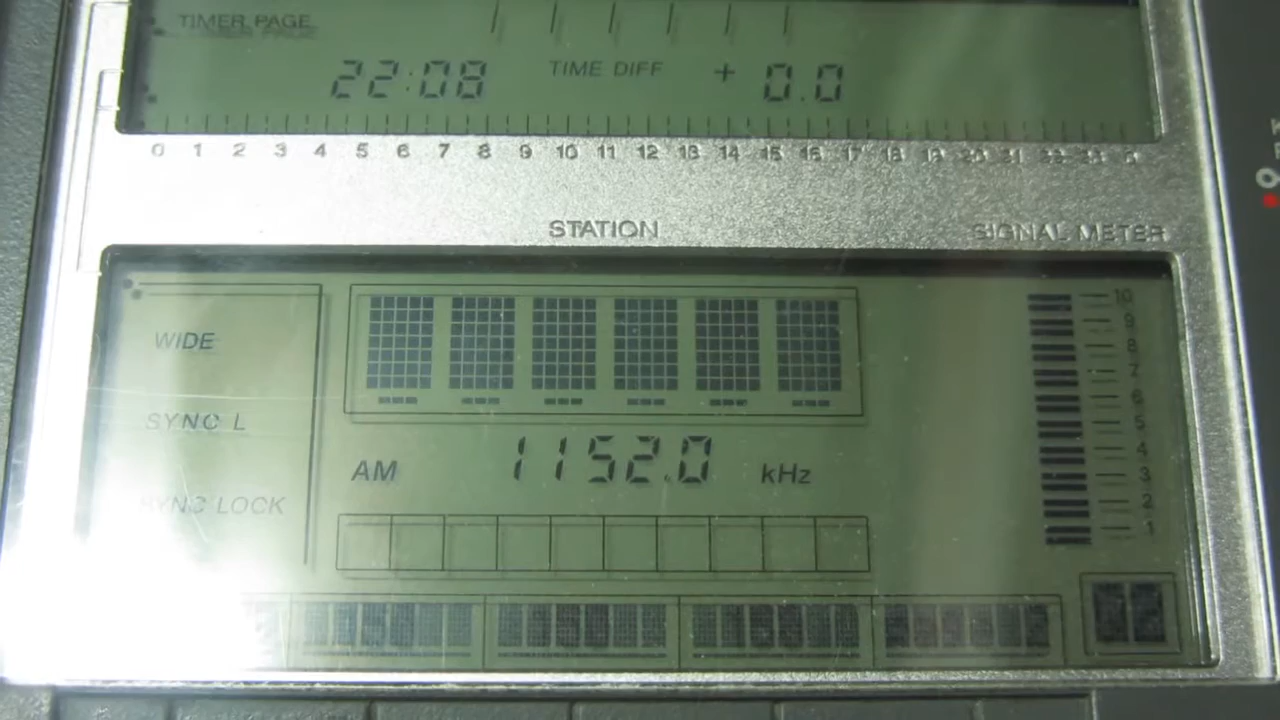 TIMER PAGE
22:08 TIME DIFF + 0.0
0 1 2 3 4 5 6 7 8 9 10 11 12 13 14 15 16 17 18 19 20 21 22 23
STATION SIGNAL METER
10
9
WIDE 8
7
6
SYNC L 5
4
AM 1152.0 kHz 3
SYNC LOCK 2
1